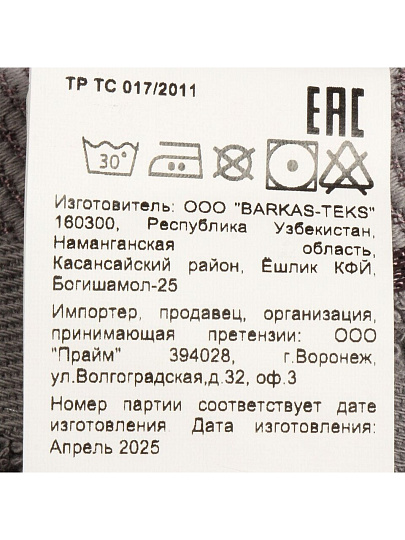 ТР ТС 017/2011
EAC
30°
Изготовитель: ООО "BARKAS-TEKS"
160300, Республика Узбекистан,
Наманганская область,
Касансайский район, Ёшлик КФЙ,
Богишамол-25
Импортер, продавец, организация,
принимающая претензии: ООО
"Прайм" 394028, г.Воронеж,
ул.Волгоградская,д.32, оф.3
Номер партии соответствует дате
изготовления. Дата изготовления:
Апрель 2025